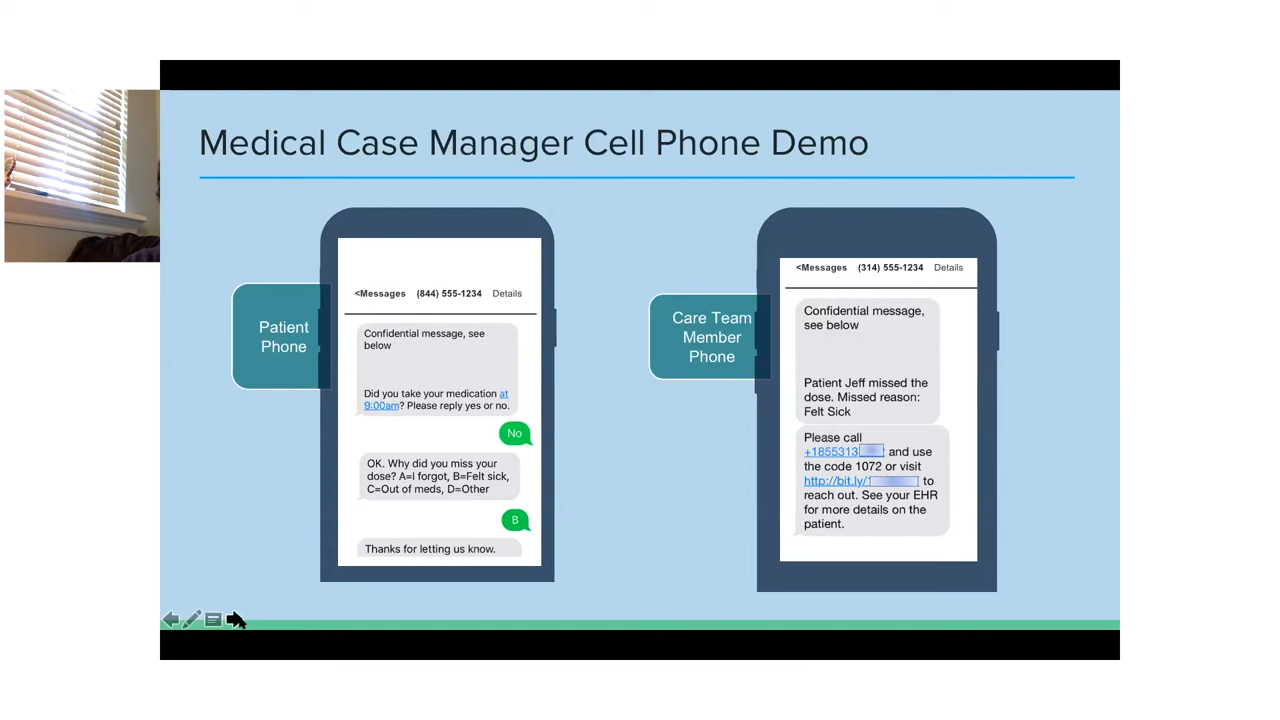 Medical Case Manager Cell Phone Demo
Patient
Phone
<Messages (844) 555-1234 Details
Confidential message, see
below
Did you take your medication at
9:00am? Please reply yes or no.
No
OK. Why did you miss your
dose? A=I forgot, B=Felt sick,
C=Out of meds, D=Other
B
Thanks for letting us know.
Care Team
Member
Phone
<Messages (314) 555-1234 Details
Confidential message,
see below
Patient Jeff missed the
dose. Missed reason:
Felt Sick
Please call
+1855313 and use
the code 1072 or visit
http://bit.ly/ to
reach out. See your EHR
for more details on the
patient.